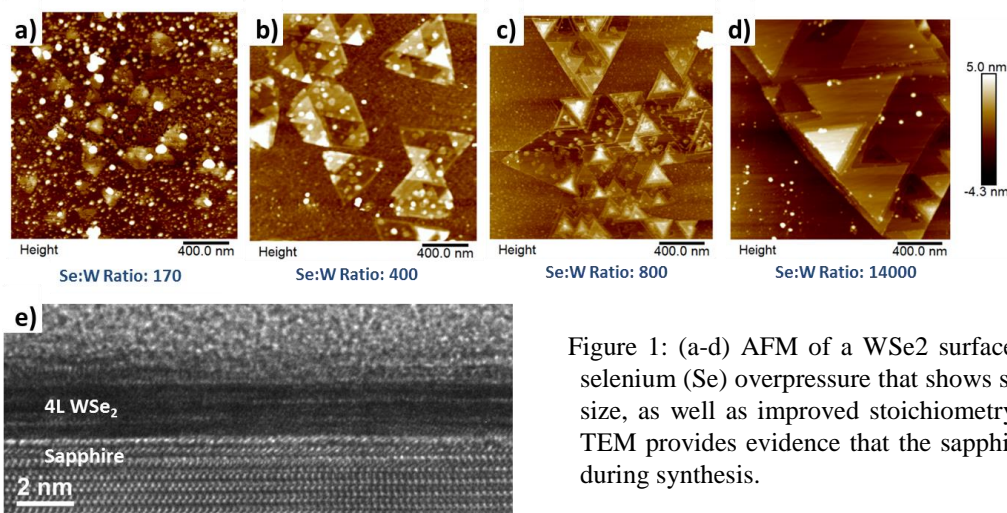 a)
b)
c)
d)
5.0 nm
-4.3 nm
Height
400.0 nm
Height
400.0 nm
Height
400.0 nm
Height
400.0 nm
Se:W Ratio: 170
Se:W Ratio: 400
Se:W Ratio: 800
Se:W Ratio: 14000
e)
4L WSe₂
Sapphire
2 nm
Figure 1: (a-d) AFM of a WSe2 surface
selenium (Se) overpressure that shows
size, as well as improved stoichiometry
TEM provides evidence that the
during synthesis.